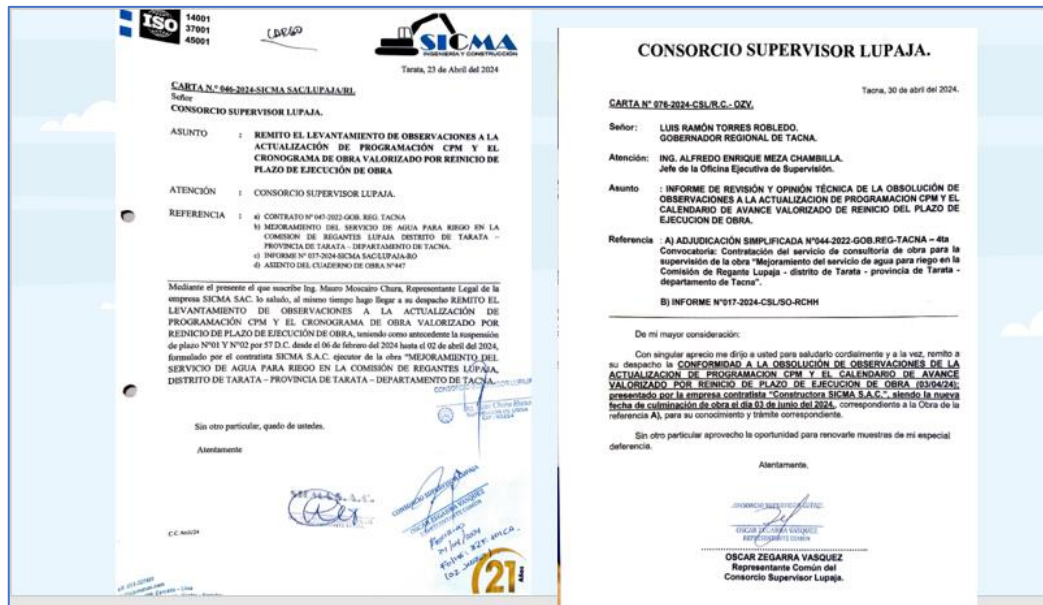 ISO 14001
37001
45001
CARGO
SICMA
INGENIERÍA Y CONSTRUCCIÓN
Tarata, 23 de Abril del 2024
CARTA N.° 046-2024-SICMA SAC/LUPAJA/RL
Señor
CONSORCIO SUPERVISOR LUPAJA.
ASUNTO : REMITO EL LEVANTAMIENTO DE OBSERVACIONES A LA
ACTUALIZACIÓN DE PROGRAMACIÓN CPM Y EL
CRONOGRAMA DE OBRA VALORIZADO POR REINICIO DE
PLAZO DE EJECUCIÓN DE OBRA
ATENCIÓN : CONSORCIO SUPERVISOR LUPAJA.
REFERENCIA : a) CONTRATO N° 047-2022-GOB. REG. TACNA
b) MEJORAMIENTO DEL SERVICIO DE AGUA PARA RIEGO EN LA
COMISION DE REGANTES LUPAJA DISTRITO DE TARATA –
PROVINCIA DE TARATA – DEPARTAMENTO DE TACNA.
c) INFORME N° 037-2024-SICMA SAC/LUPAJA-RO
d) ASIENTO DEL CUADERNO DE OBRA N°447
Mediante el presente el que suscribe Ing. Mauro Moscairo Chura, Representante Legal de la
empresa SICMA SAC. lo saludo, al mismo tiempo hago llegar a su despacho REMITO EL
LEVANTAMIENTO DE OBSERVACIONES A LA ACTUALIZACIÓN DE
PROGRAMACIÓN CPM Y EL CRONOGRAMA DE OBRA VALORIZADO POR
REINICIO DE PLAZO DE EJECUCIÓN DE OBRA, teniendo como antecedente la suspensión
de plazo N°01 Y N°02 por 57 D.C. desde el 06 de febrero del 2024 hasta el 02 de abril del 2024,
formulado por el contratista SICMA S.A.C. ejecutor de la obra "MEJORAMIENTO DEL
SERVICIO DE AGUA PARA RIEGO EN LA COMISIÓN DE REGANTES LUPAJA,
DISTRITO DE TARATA – PROVINCIA DE TARATA – DEPARTAMENTO DE TACNA.
Sin otro particular, quedo de ustedes.
Atentamente
CONSORCIO SUPERVISOR LUPAJA
OSCAR ZEGARRA VASQUEZ
REPRESENTANTE COMÚN
C.C. Arch/24
21 Años
CONSORCIO SUPERVISOR LUPAJA.
Tacna, 30 de abril del 2024.
CARTA N° 076-2024-CSL/R.C.- OZV.
Señor: LUIS RAMÓN TORRES ROBLEDO.
GOBERNADOR REGIONAL DE TACNA.
Atención: ING. ALFREDO ENRIQUE MEZA CHAMBILLA.
Jefe de la Oficina Ejecutiva de Supervisión.
Asunto : INFORME DE REVISIÓN Y OPINIÓN TÉCNICA DE LA ABSOLUCIÓN DE
OBSERVACIONES A LA ACTUALIZACION DE PROGRAMACION CPM Y EL
CALENDARIO DE AVANCE VALORIZADO DE REINICIO DEL PLAZO DE
EJECUCION DE OBRA.
Referencia : A) ADJUDICACIÓN SIMPLIFICADA N°044-2022-GOB.REG-TACNA – 4ta
Convocatoria: Contratación del servicio de consultoría de obra para la
supervisión de la obra "Mejoramiento del servicio de agua para riego en la
Comisión de Regante Lupaja - distrito de Tarata - provincia de Tarata -
departamento de Tacna".
B) INFORME N°017-2024-CSL/SO-RCHH
De mi mayor consideración:
Con singular aprecio me dirijo a usted para saludarlo cordialmente y a la vez, remito a
su despacho la CONFORMIDAD A LA ABSOLUCIÓN DE OBSERVACIONES DE LA
ACTUALIZACION DE PROGRAMACION CPM Y EL CALENDARIO DE AVANCE
VALORIZADO POR REINICIO DE PLAZO DE EJECUCION DE OBRA (03/04/24);
presentado por la empresa contratista "Constructora SICMA S.A.C.", siendo la nueva
fecha de culminación de obra el día 03 de junio del 2024., correspondiente a la Obra de la
referencia A), para su conocimiento y trámite correspondiente.
Sin otro particular aprovecho la oportunidad para renovarle muestras de mi especial
deferencia.
Atentamente,
CONSORCIO SUPERVISOR LUPAJA
OSCAR ZEGARRA VASQUEZ
REPRESENTANTE COMÚN
OSCAR ZEGARRA VASQUEZ
Representante Común del
Consorcio Supervisor Lupaja.